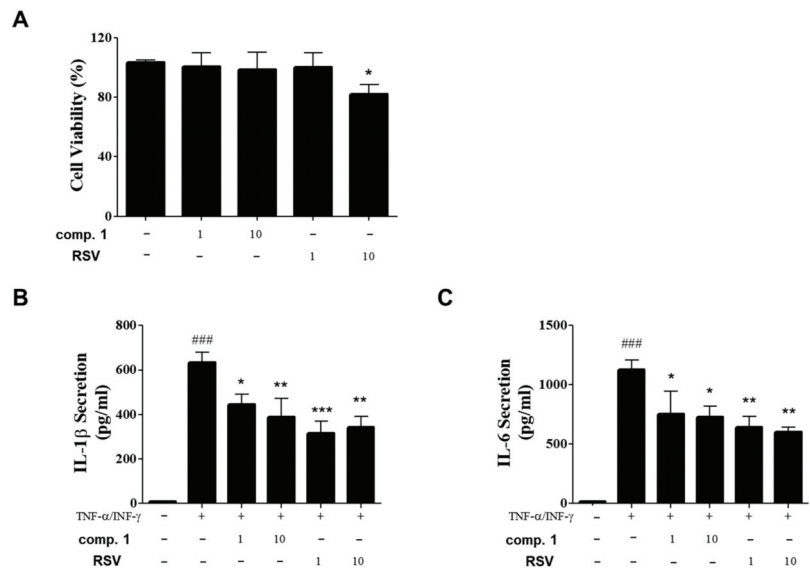 A
120
80
40
0
Cell Viability (%)
*
comp. 1 – 1 10 – –
RSV – – – 1 10
B
800
600
400
200
0
IL-1β Secretion
(pg/ml)
###
* ** *** **
TNF-α/INF-γ – + + + + +
comp. 1 – – 1 10 – –
RSV – – – – 1 10
C
1500
1000
500
0
IL-6 Secretion
(pg/ml)
###
* * ** **
TNF-α/INF-γ – + + + + +
comp. 1 – – 1 10 – –
RSV – – – – 1 10